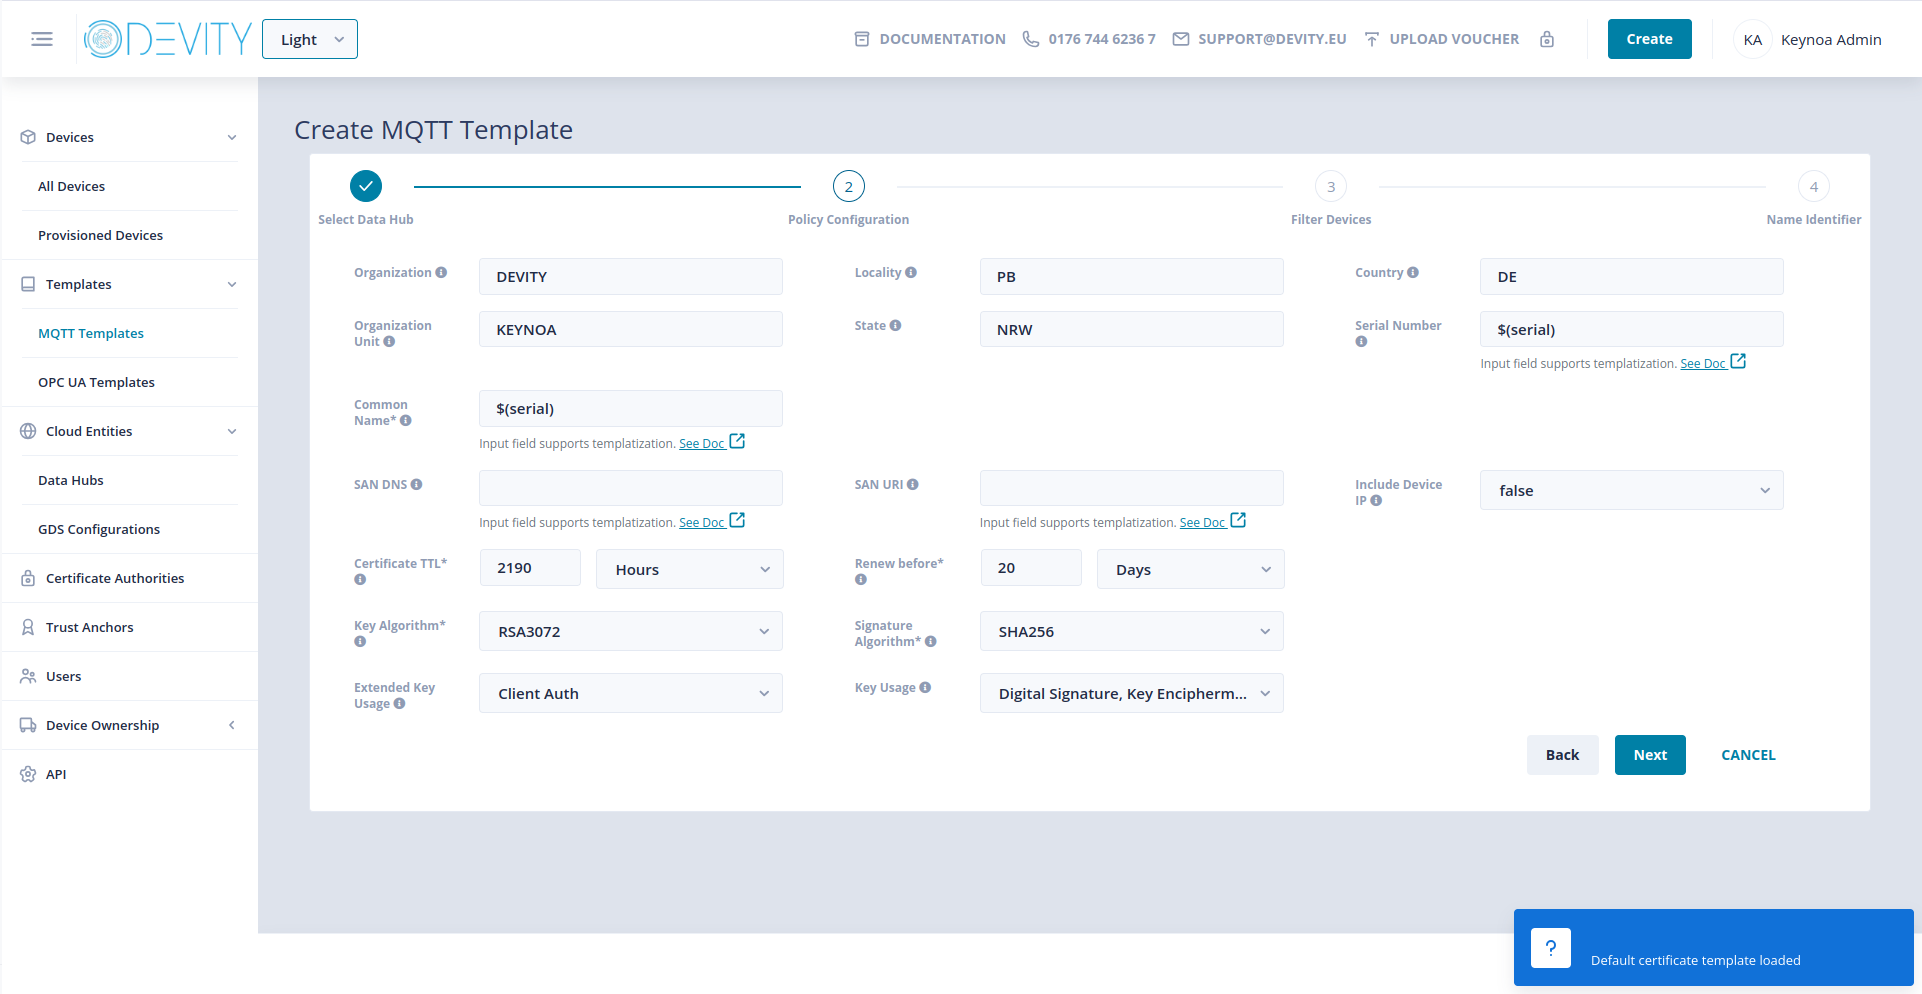 DEVITY
Light
DOCUMENTATION
0176 744 6236 7
SUPPORT@DEVITY.EU
UPLOAD VOUCHER
Create
KA
Keynoa Admin
Devices
All Devices
Provisioned Devices
Templates
MQTT Templates
OPC UA Templates
Cloud Entities
Data Hubs
GDS Configurations
Certificate Authorities
Trust Anchors
Users
Device Ownership
API
Create MQTT Template
2
3
4
Select Data Hub
Policy Configuration
Filter Devices
Name Identifier
Organization
DEVITY
Locality
PB
Country
DE
Organization
Unit
KEYNOA
State
NRW
Serial Number
$(serial)
Input field supports templatization. See Doc
Common
Name*
$(serial)
Input field supports templatization. See Doc
SAN DNS
Input field supports templatization. See Doc
SAN URI
Input field supports templatization. See Doc
Include Device
IP
false
Certificate TTL*
2190
Hours
Renew before*
20
Days
Key Algorithm*
RSA3072
Signature
Algorithm*
SHA256
Extended Key
Usage
Client Auth
Key Usage
Digital Signature, Key Encipherm...
Back
Next
CANCEL
?
Default certificate template loaded